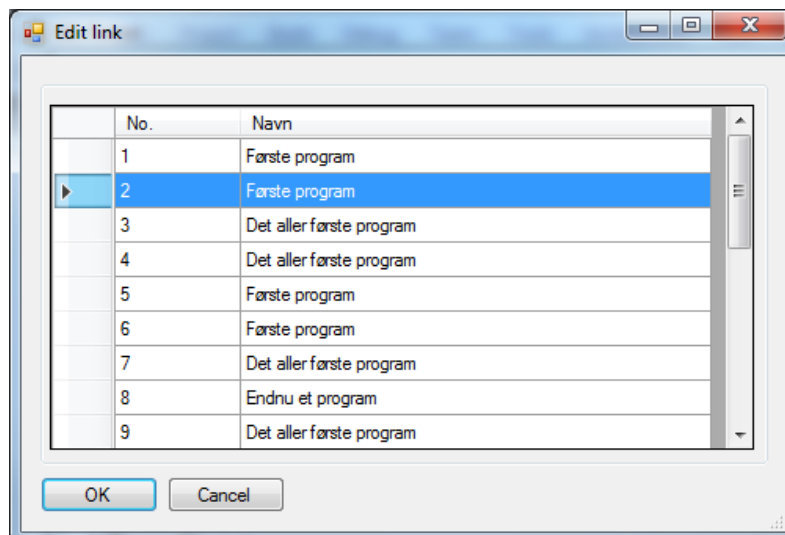 Edit link
No. Navn
1 Første program
2 Første program
3 Det aller første program
4 Det aller første program
5 Første program
6 Første program
7 Det aller første program
8 Endnu et program
9 Det aller første program
OK Cancel